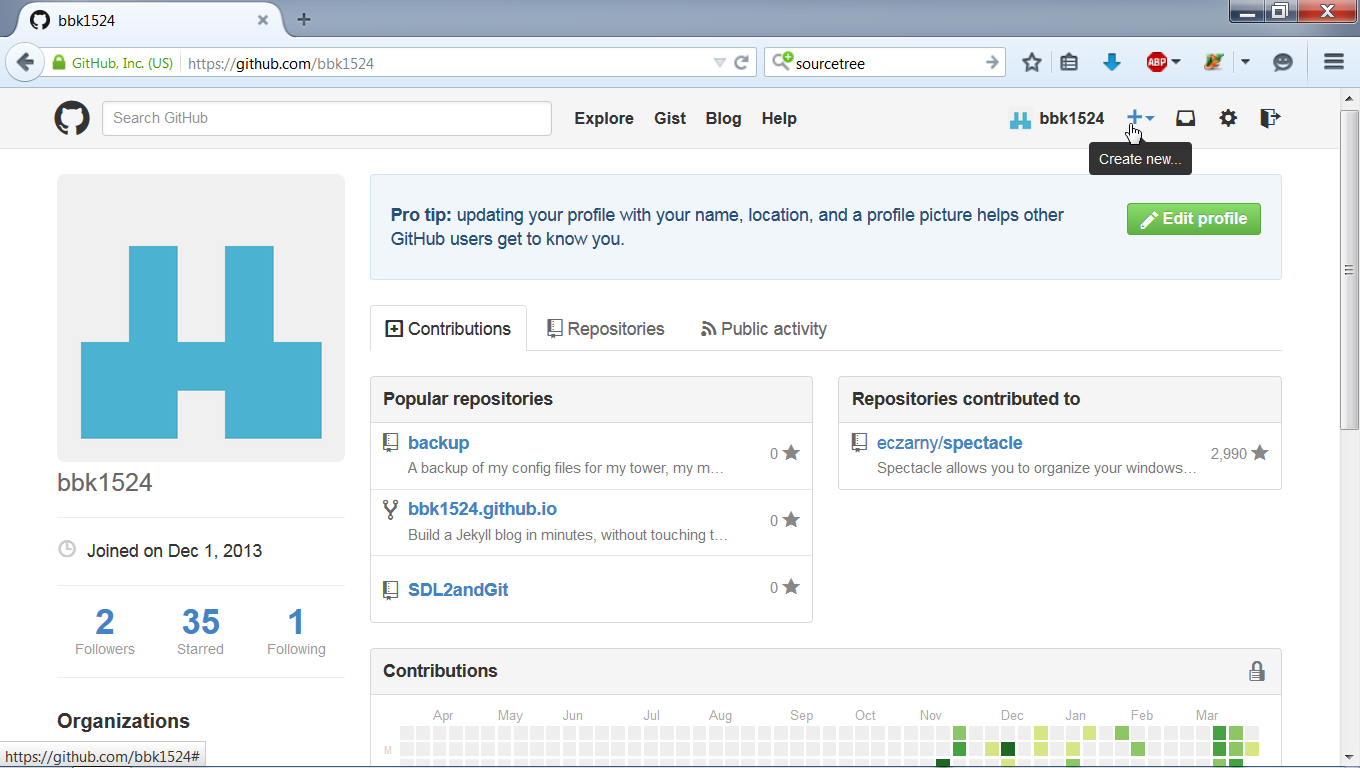 bbk1524
GitHub, Inc. (US)
https://github.com/bbk1524
sourcetree
ABP
Search GitHub
Explore
Gist
Blog
Help
bbk1524
Create new...
Pro tip: updating your profile with your name, location, and a profile picture helps other
GitHub users get to know you.
Edit profile
bbk1524
Joined on Dec 1, 2013
2
35
1
Followers
Starred
Following
Organizations
Contributions
Repositories
Public activity
Popular repositories
backup
A backup of my config files for my tower, my m...
0
bbk1524.github.io
Build a Jekyll blog in minutes, without touching t...
0
SDL2andGit
0
Repositories contributed to
eczarny/spectacle
Spectacle allows you to organize your windows...
2,990
Contributions
Apr May Jun Jul Aug Sep Oct Nov Dec Jan Feb Mar
M
https://github.com/bbk1524#